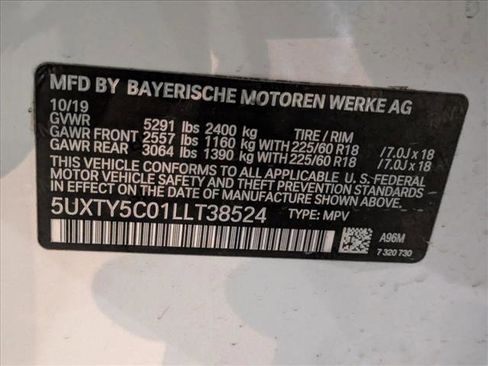 MFD BY BAYERISCHE MOTOREN WERKE AG
10/19
GVWR 5291 lbs 2400 kg TIRE / RIM
GAWR FRONT 2557 lbs 1160 kg WITH 225/60 R18 /7.0J x 18
GAWR REAR 3064 lbs 1390 kg WITH 225/60 R18 /7.0J x 18
THIS VEHICLE CONFORMS TO ALL APPLICABLE U.S. FEDERAL
MOTOR VEHICLE SAFETY AND THEFT PREVENTION STANDARDS
IN EFFECT ON THE DATE OF MANUFACTURE SHOWN ABOVE.
5UXTY5C01LLT38524 TYPE: MPV
A96M
7 320 730